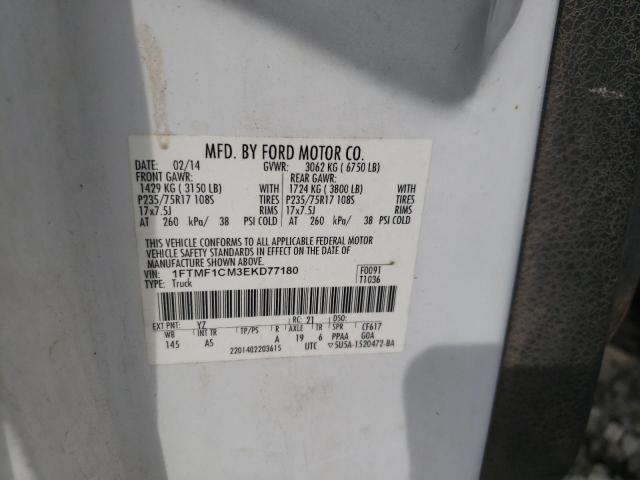 MFD. BY FORD MOTOR CO.
DATE: 02/14 GVWR: 3062 KG ( 6750 LB)
FRONT GAWR: REAR GAWR:
1429 KG ( 3150 LB) WITH 1724 KG ( 3800 LB) WITH
P235/75R17 108S TIRES P235/75R17 108S TIRES
17x7.5J RIMS 17x7.5J RIMS
AT 260 kPa/ 38 PSI COLD AT 260 kPa/ 38 PSI COLD
THIS VEHICLE CONFORMS TO ALL APPLICABLE FEDERAL MOTOR
VEHICLE SAFETY STANDARDS IN EFFECT ON THE DATE OF
MANUFACTURE SHOWN ABOVE.
VIN: 1FTMF1CM3EKD77180 F0091
TYPE: Truck T1036
EXT PNT: YZ RC: 21 CF617
WB INT TR TP/PS R AXLE TR SPR GOA
145 AS A 19 6 PPAA
2201402203615 UTC 5U5A-1520472-BA